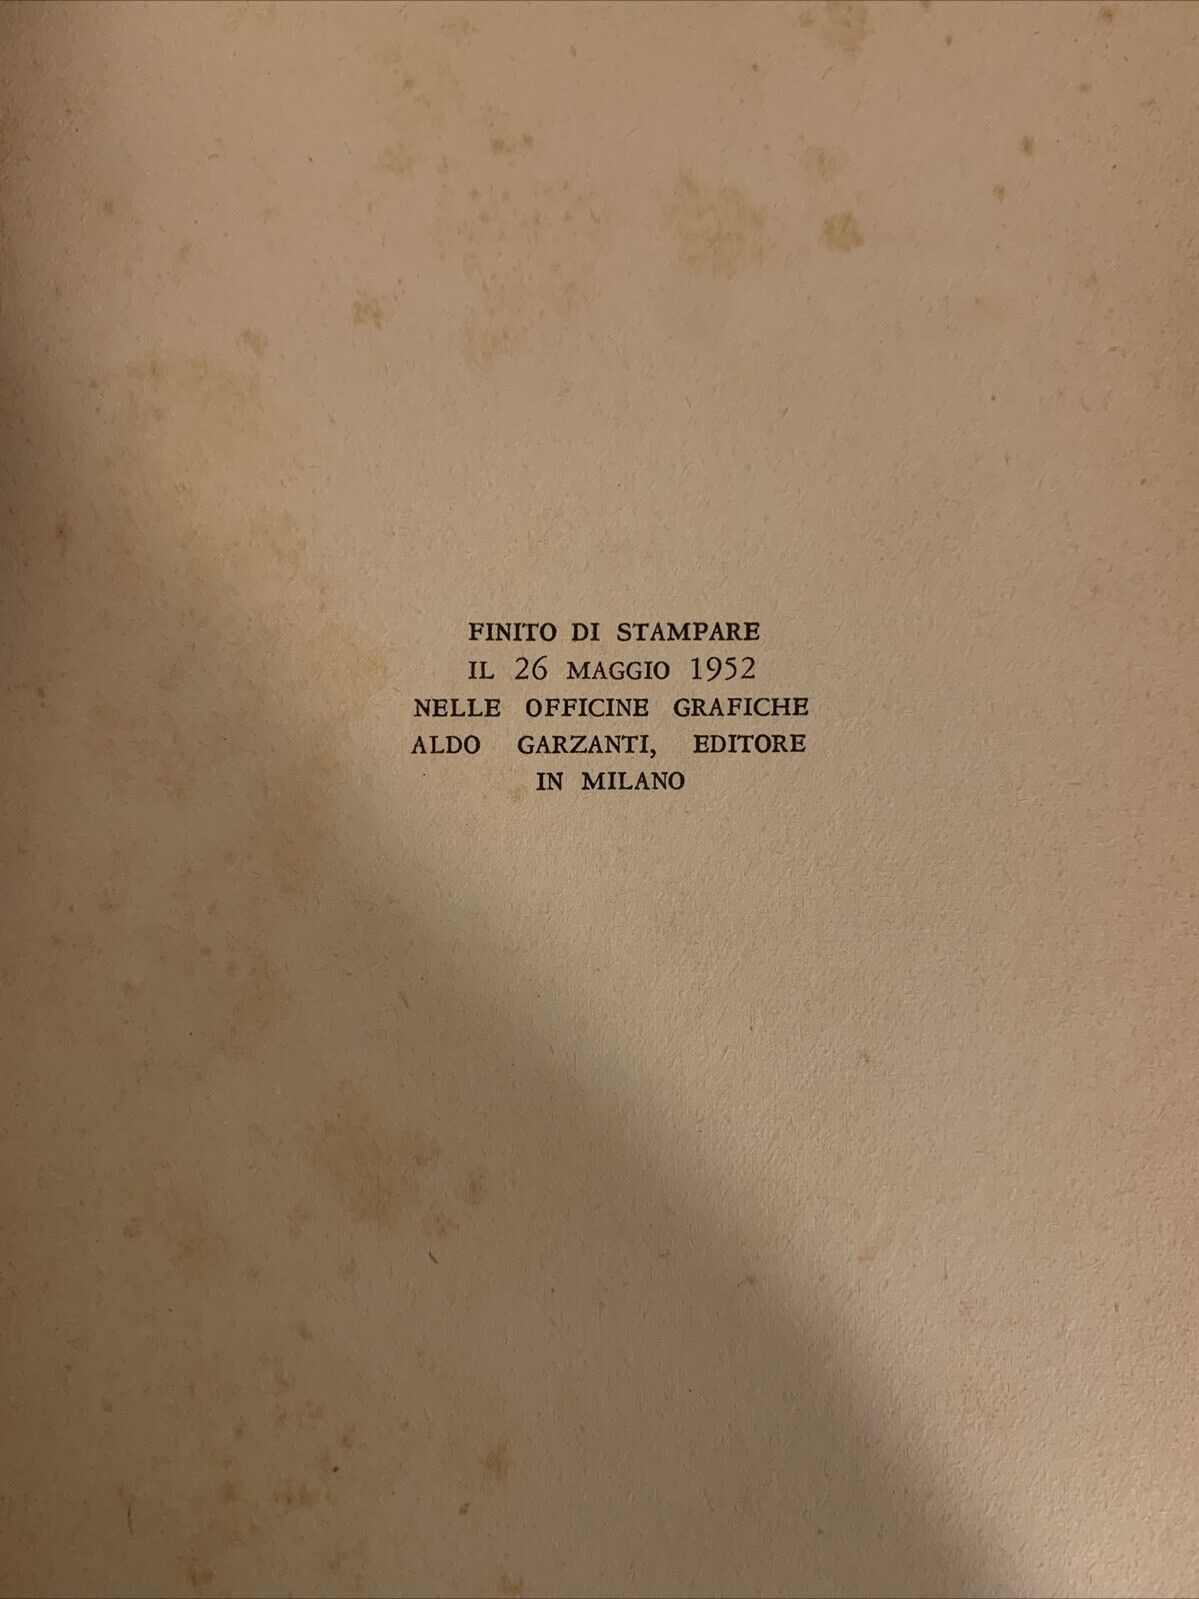 FINITO DI STAMPARE
IL 26 MAGGIO 1952
NELLE OFFICINE GRAFICHE
ALDO GARZANTI, EDITORE
IN MILANO